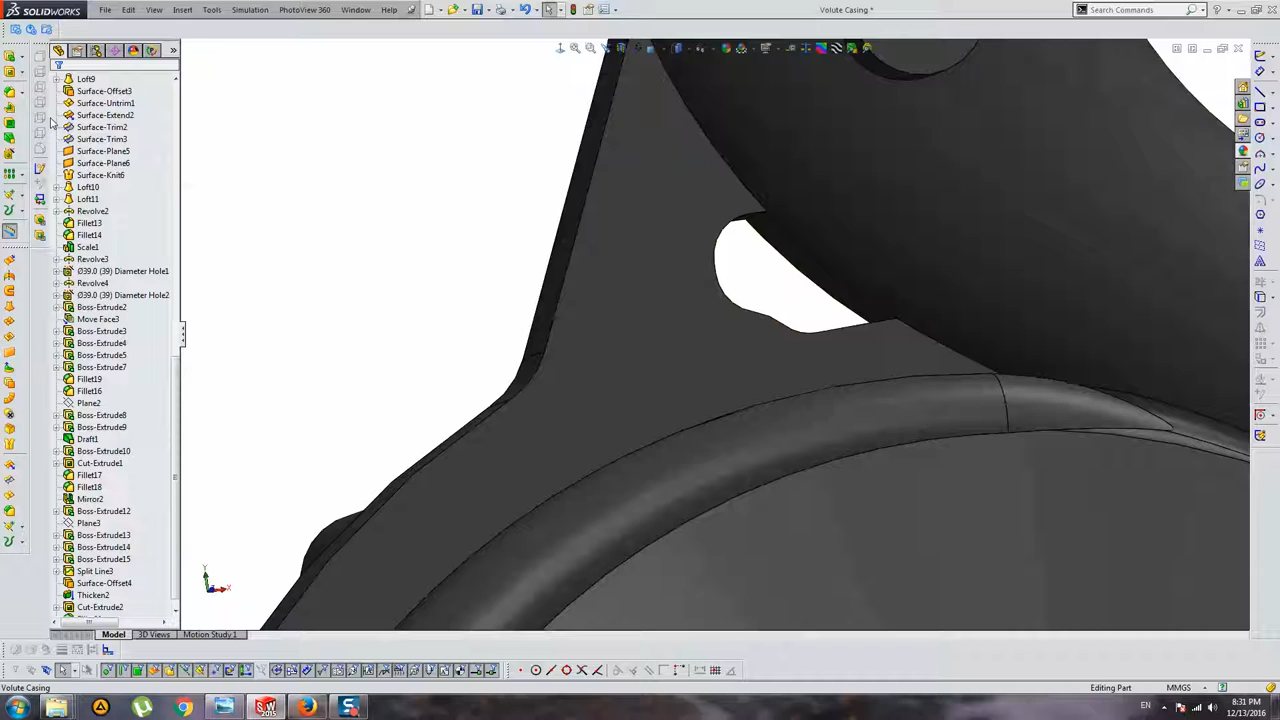 SOLIDWORKS File Edit View Insert Tools Simulation PhotoView 360 Window Help Volute Casing * Search Commands
Loft9
Surface-Offset3
Surface-Untrim1
Surface-Extend2
Surface-Trim2
Surface-Trim3
Surface-Plane5
Surface-Plane6
Surface-Knit6
Loft10
Loft11
Revolve2
Fillet13
Fillet14
Scale1
Revolve3
Ø39.0 (39) Diameter Hole1
Revolve4
Ø39.0 (39) Diameter Hole2
Boss-Extrude2
Move Face3
Boss-Extrude3
Boss-Extrude4
Boss-Extrude5
Boss-Extrude7
Fillet19
Fillet16
Plane2
Boss-Extrude8
Boss-Extrude9
Draft1
Boss-Extrude10
Cut-Extrude1
Fillet17
Fillet18
Mirror2
Boss-Extrude12
Plane3
Boss-Extrude13
Boss-Extrude14
Boss-Extrude15
Split Line3
Surface-Offset4
Thicken2
Cut-Extrude2
Y
X
Model 3D Views Motion Study 1
Volute Casing Editing Part MMGS
EN 8:31 PM
12/13/2016